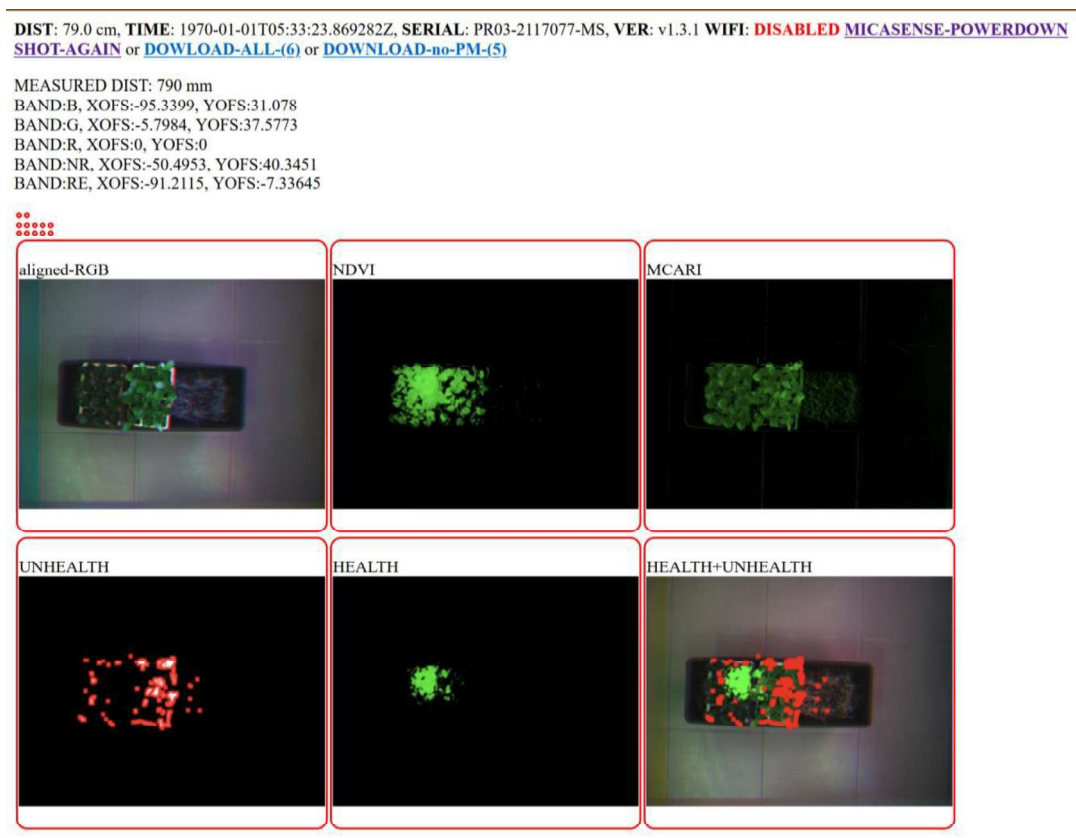 DIST: 79.0 cm, TIME: 1970-01-01T05:33:23.869282Z, SERIAL: PR03-2117077-MS, VER: v1.3.1 WIFI: DISABLED MICASENSE-POWERDOWN
SHOT-AGAIN or DOWLOAD-ALL-(6) or DOWNLOAD-no-PM-(5)
MEASURED DIST: 790 mm
BAND:B, XOFS:-95.3399, YOFS:31.078
BAND:G, XOFS:-5.7984, YOFS:37.5773
BAND:R, XOFS:0, YOFS:0
BAND:NR, XOFS:-50.4953, YOFS:40.3451
BAND:RE, XOFS:-91.2115, YOFS:-7.33645
aligned-RGB
NDVI
MCARI
UNHEALTH
HEALTH
HEALTH+UNHEALTH